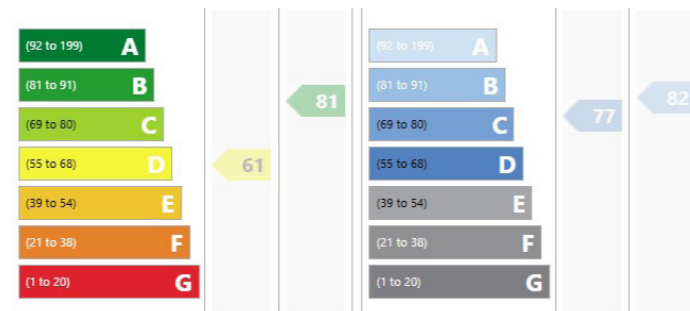 (92 to 199) A
(81 to 91) B
81
(69 to 80) C
(55 to 68) D
61
(39 to 54) E
(21 to 38) F
(1 to 20) G
(92 to 199) A
(81 to 91) B
82
(69 to 80) C
77
(55 to 68) D
(39 to 54) E
(21 to 38) F
(1 to 20) G